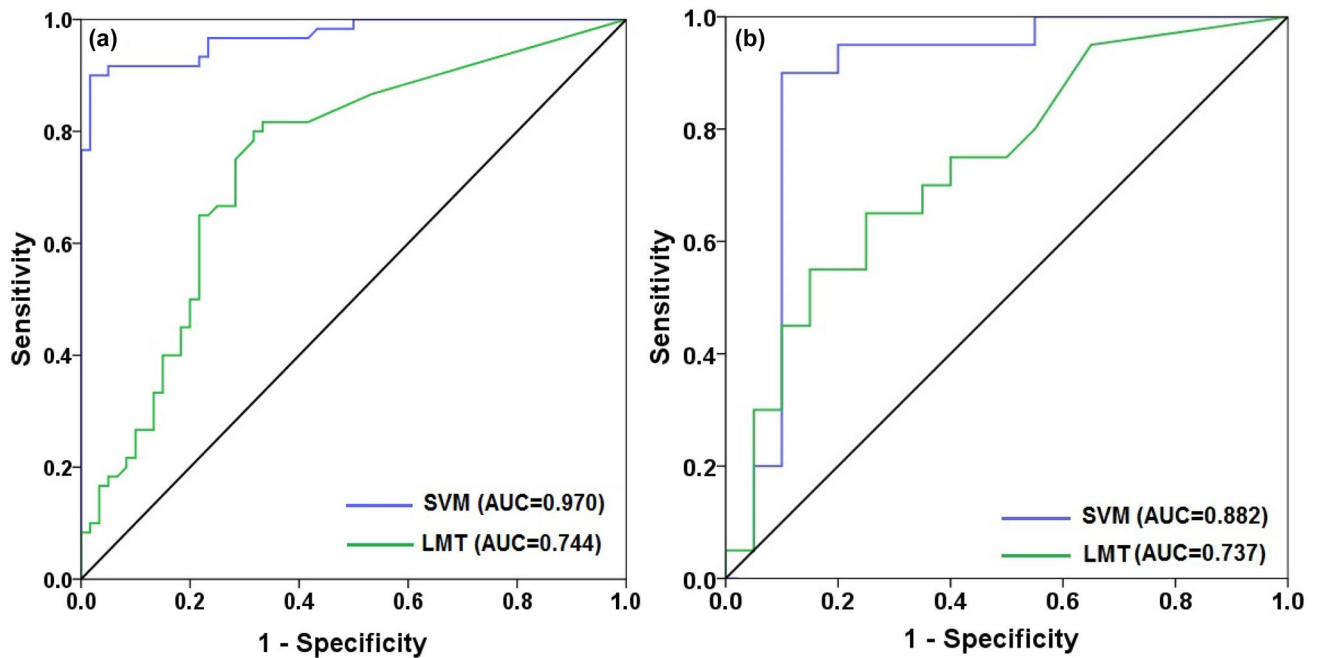 (a)
1.0
0.8
0.6
0.4
0.2
0.0
Sensitivity
SVM (AUC=0.970)
LMT (AUC=0.744)
0.0 0.2 0.4 0.6 0.8 1.0
1 - Specificity
(b)
1.0
0.8
0.6
0.4
0.2
0.0
Sensitivity
SVM (AUC=0.882)
LMT (AUC=0.737)
0.0 0.2 0.4 0.6 0.8 1.0
1 - Specificity